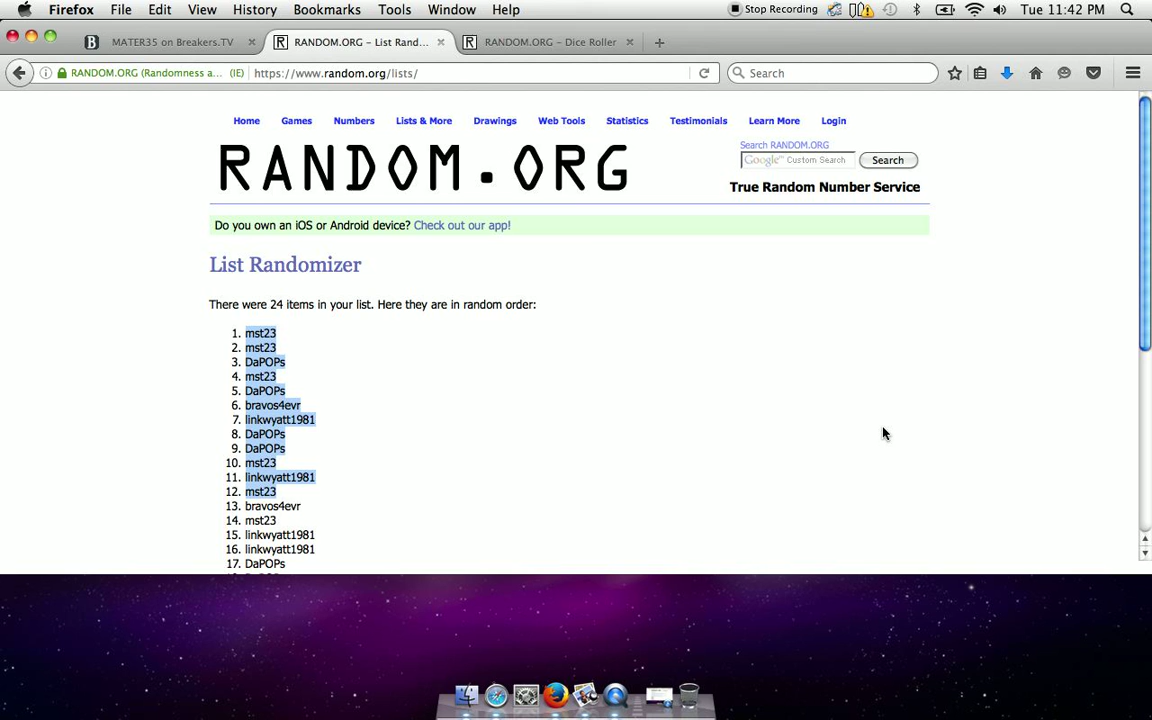 Firefox File Edit View History Bookmarks Tools Window Help Stop Recording Tue 11:42 PM
MATER35 on Breakers.TV RANDOM.ORG – List Rand... RANDOM.ORG – Dice Roller
RANDOM.ORG (Randomness a... (IE) https://www.random.org/lists/ Search
Home Games Numbers Lists & More Drawings Web Tools Statistics Testimonials Learn More Login
Search RANDOM.ORG
Google™ Custom Search Search
RANDOM.ORG
True Random Number Service
Do you own an iOS or Android device? Check out our app!
List Randomizer
There were 24 items in your list. Here they are in random order:
1. mst23
2. mst23
3. DaPOPs
4. mst23
5. DaPOPs
6. bravos4evr
7. linkwyatt1981
8. DaPOPs
9. DaPOPs
10. mst23
11. linkwyatt1981
12. mst23
13. bravos4evr
14. mst23
15. linkwyatt1981
16. linkwyatt1981
17. DaPOPs